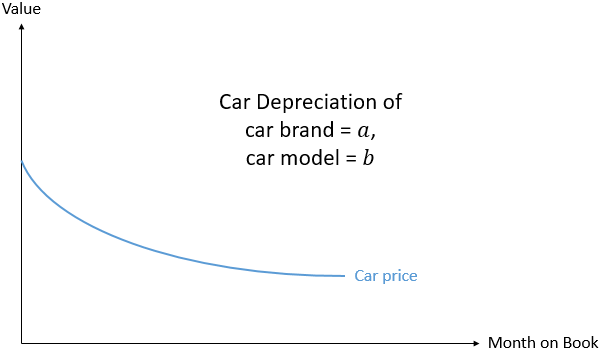 Value
Car Depreciation of
car brand = a,
car model = b
Car price
Month on Book